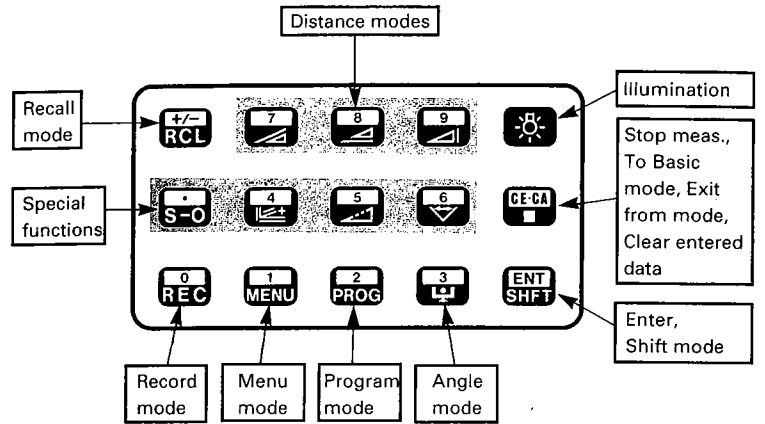 Distance modes
Recall
mode
Special
functions
+/-
RCL
7
8
9
Illumination
•
S-O
4
5
6
CE·CA
Stop meas.,
To Basic
mode, Exit
from mode,
Clear entered
data
0
REC
1
MENU
2
PROG
3
ENT
SHFT
Enter,
Shift mode
Record
mode
Menu
mode
Program
mode
Angle
mode